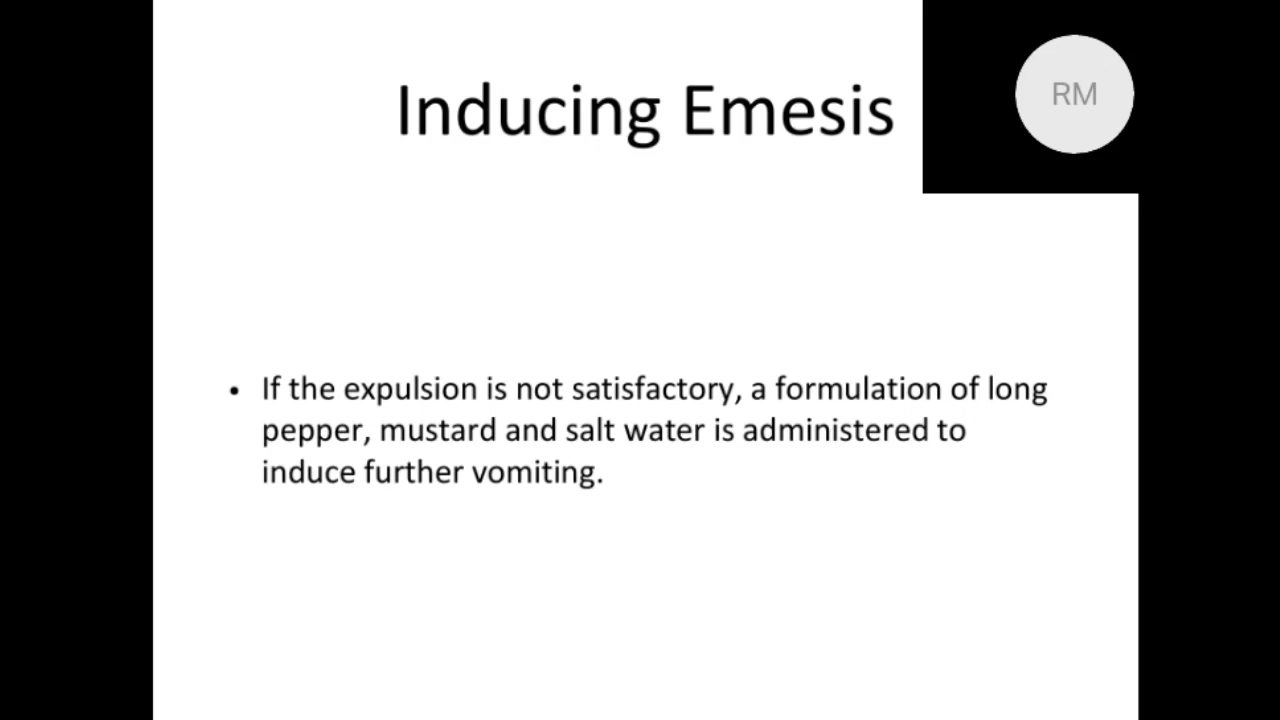 Inducing Emesis
RM
• If the expulsion is not satisfactory, a formulation of long
pepper, mustard and salt water is administered to
induce further vomiting.